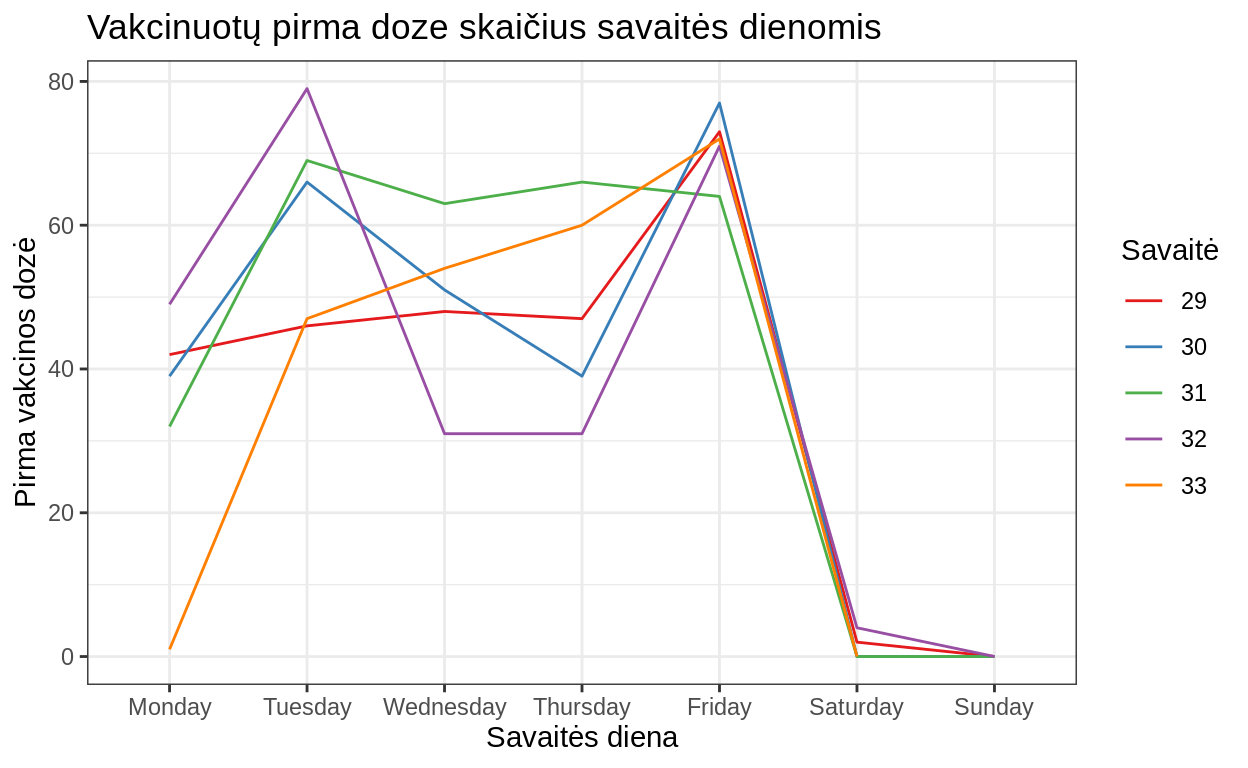 Vakcinuotų pirma doze skaičius savaitės dienomis
Pirma vakcinos dozė
80
60
40
20
0
Monday Tuesday Wednesday Thursday Friday Saturday Sunday
Savaitės diena
Savaitė
29
30
31
32
33